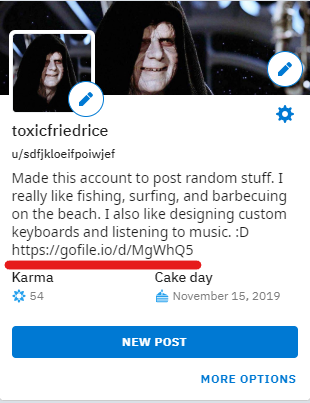 toxicfriedrice
u/sdfjkloeifpoiwjef
Made this account to post random stuff. I
really like fishing, surfing, and barbecuing
on the beach. I also like designing custom
keyboards and listening to music. :D
https://gofile.io/d/MgWhQ5
Karma Cake day
54 November 15, 2019
NEW POST
MORE OPTIONS